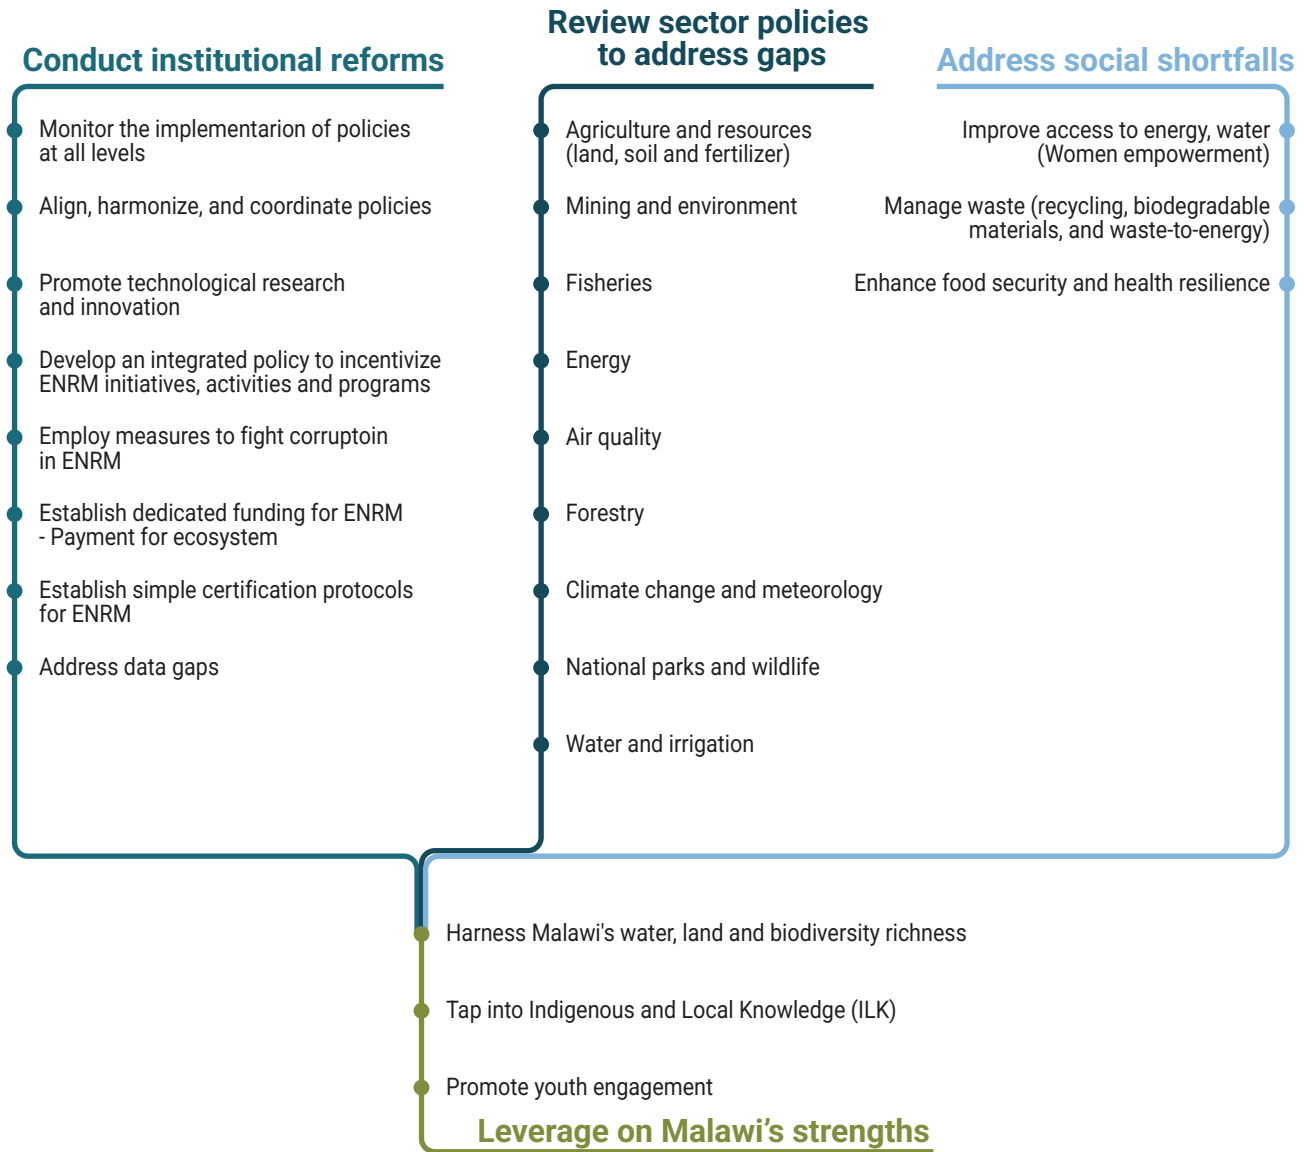 Conduct institutional reforms
Monitor the implementarion of policies
at all levels
Align, harmonize, and coordinate policies
Promote technological research
and innovation
Develop an integrated policy to incentivize
ENRM initiatives, activities and programs
Employ measures to fight corruptoin
in ENRM
Establish dedicated funding for ENRM
- Payment for ecosystem
Establish simple certification protocols
for ENRM
Address data gaps
Review sector policies
to address gaps
Agriculture and resources
(land, soil and fertilizer)
Mining and environment
Fisheries
Energy
Air quality
Forestry
Climate change and meteorology
National parks and wildlife
Water and irrigation
Address social shortfalls
Improve access to energy, water
(Women empowerment)
Manage waste (recycling, biodegradable
materials, and waste-to-energy)
Enhance food security and health resilience
Harness Malawi's water, land and biodiversity richness
Tap into Indigenous and Local Knowledge (ILK)
Promote youth engagement
Leverage on Malawi’s strengths